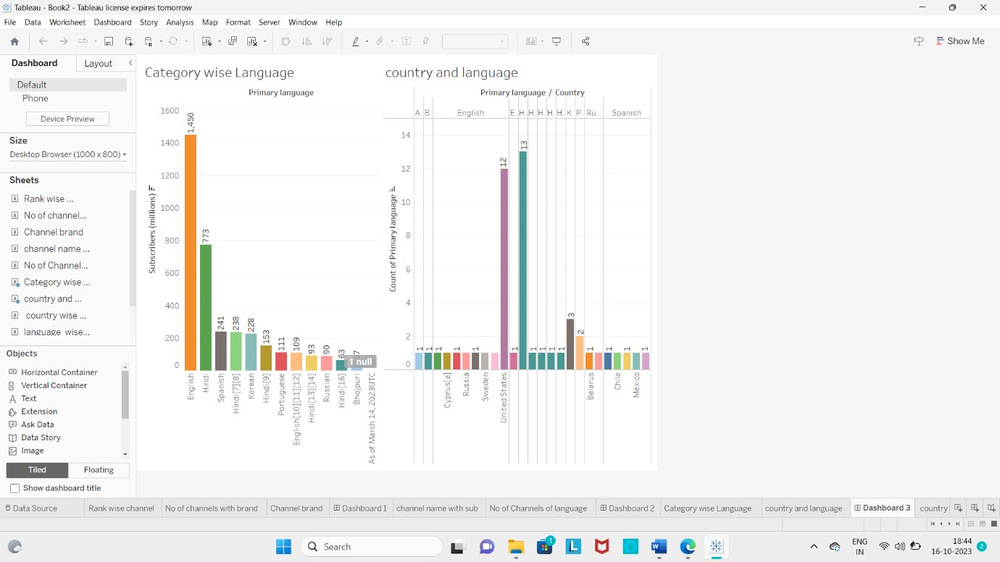 Tableau - Book2 - Tableau license expires tomorrow
File Data Worksheet Dashboard Story Analysis Map Format Server Window Help
Show Me
Dashboard Layout
Default
Phone
Device Preview
Size
Desktop Browser (1000 x 800)
Sheets
Rank wise ...
No of channel...
Channel brand
channel name ...
No of Channel...
Category wise ...
country and ...
country wise ...
language wise...
Objects
Horizontal Container
Vertical Container
Text
Extension
Ask Data
Data Story
Image
Tiled Floating
Show dashboard title
Category wise Language
Primary language
Subscribers (millions)
1600
1400
1200
1000
800
600
400
200
0
1,450
773
241
238
228
153
111
109
93
90
63
1 null
English
Hindi
Spanish
Hindi[7][8]
Korean
Hindi[9]
Portuguese
English[10][11][12]
Hindi[13][14]
Russian
Hindi[16]
Bhojpuri
As of March 14, 2023UTC
country and language
Primary language / Country
A. B. English E. H. H. H. H. H. K. P. Ru.. Spanish
Count of Primary language
14
12
10
8
6
4
2
0
1 1 1 1 1 12 1 13 1 1 1 1 3 2 1 1 1 1
Cyprus[a]
Russia
Sweden
United States
Belarus
Chile
Mexico
Data Source Rank wise channel No of channels with brand Channel brand Dashboard 1 channel name with sub No of Channels of language Dashboard 2 Category wise Language country and language Dashboard 3 country
Search
1
ENG
IN
18:44
16-10-2023
2